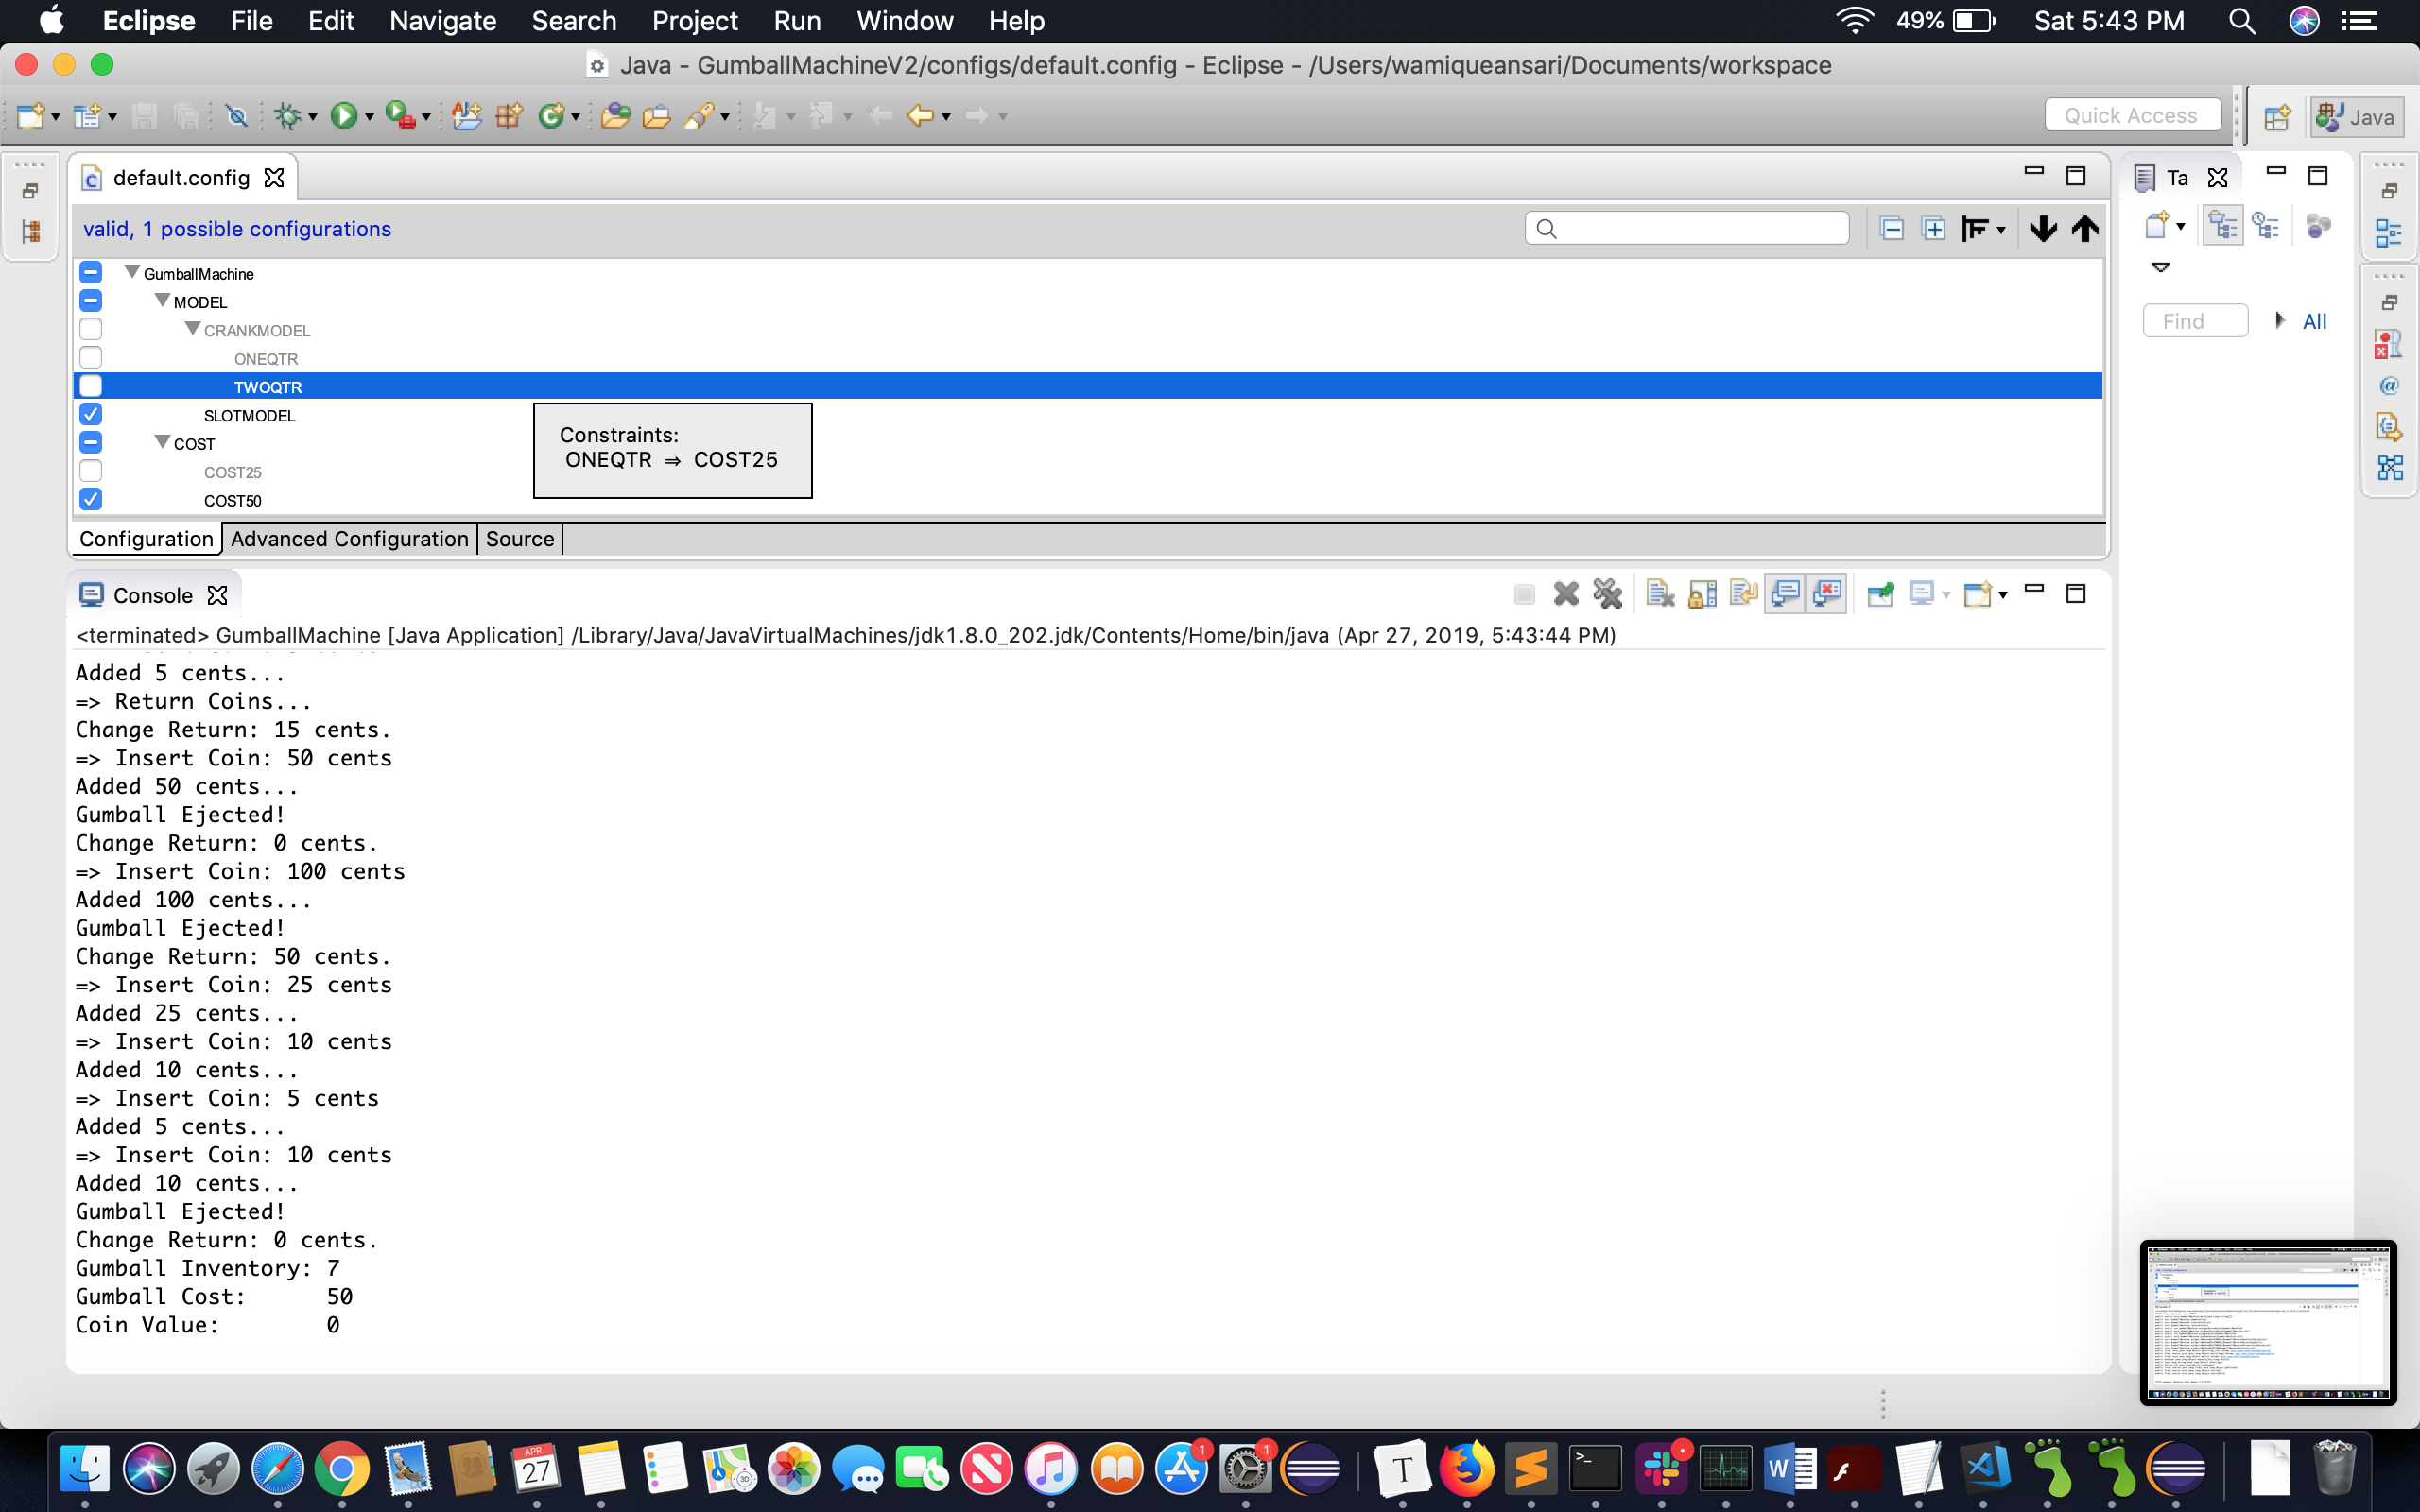 Eclipse File Edit Navigate Search Project Run Window Help 49% Sat 5:43 PM
Java - GumballMachineV2/configs/default.config - Eclipse - /Users/wamiqueansari/Documents/workspace
Quick Access Java
default.config
Ta
valid, 1 possible configurations
GumballMachine
MODEL
CRANKMODEL
ONEQTR
TWOQTR
SLOTMODEL
COST
COST25
COST50
Constraints:
ONEQTR ⇒ COST25
Find All
Configuration Advanced Configuration Source
Console
<terminated> GumballMachine [Java Application] /Library/Java/JavaVirtualMachines/jdk1.8.0_202.jdk/Contents/Home/bin/java (Apr 27, 2019, 5:43:44 PM)
Added 5 cents...
=> Return Coins...
Change Return: 15 cents.
=> Insert Coin: 50 cents
Added 50 cents...
Gumball Ejected!
Change Return: 0 cents.
=> Insert Coin: 100 cents
Added 100 cents...
Gumball Ejected!
Change Return: 50 cents.
=> Insert Coin: 25 cents
Added 25 cents...
=> Insert Coin: 10 cents
Added 10 cents...
=> Insert Coin: 5 cents
Added 5 cents...
=> Insert Coin: 10 cents
Added 10 cents...
Gumball Ejected!
Change Return: 0 cents.
Gumball Inventory: 7
Gumball Cost: 50
Coin Value: 0
APR
27
3D
1
1
T
>_
W